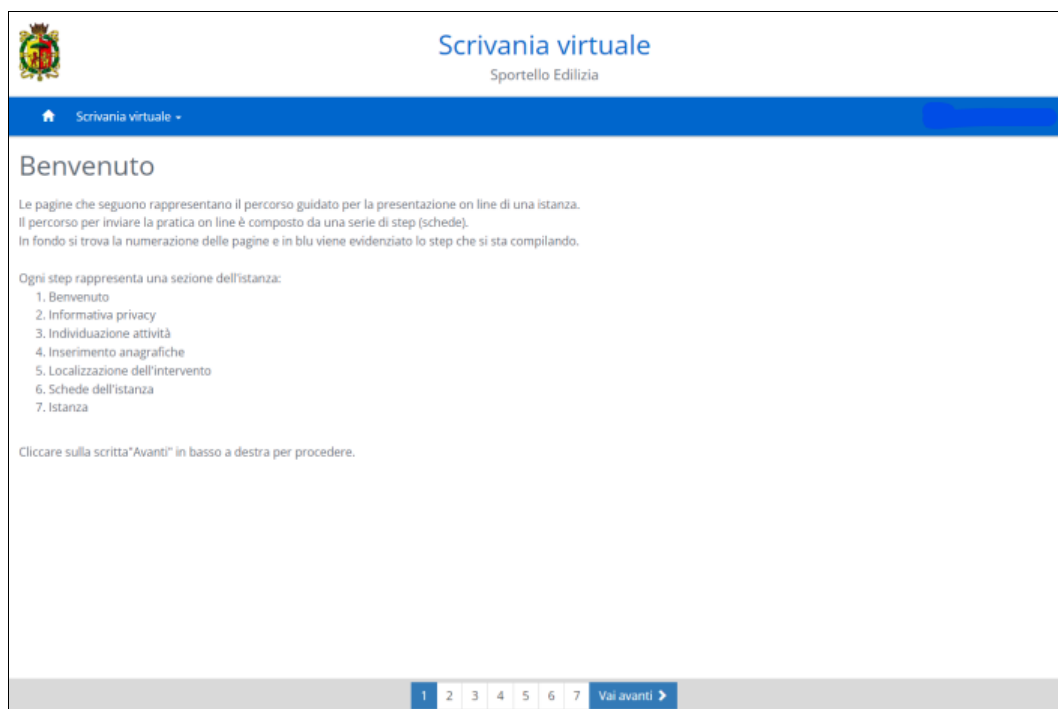 Scrivania virtuale
Sportello Edilizia
Scrivania virtuale
Benvenuto
Le pagine che seguono rappresentano il percorso guidato per la presentazione on line di una istanza.
Il percorso per inviare la pratica on line è composto da una serie di step (schede).
In fondo si trova la numerazione delle pagine e in blu viene evidenziato lo step che si sta compilando.
Ogni step rappresenta una sezione dell'istanza:
1. Benvenuto
2. Informativa privacy
3. Individuazione attività
4. Inserimento anagrafiche
5. Localizzazione dell'intervento
6. Schede dell'istanza
7. Istanza
Cliccare sulla scritta"Avanti" in basso a destra per procedere.
1 2 3 4 5 6 7 Vai avanti